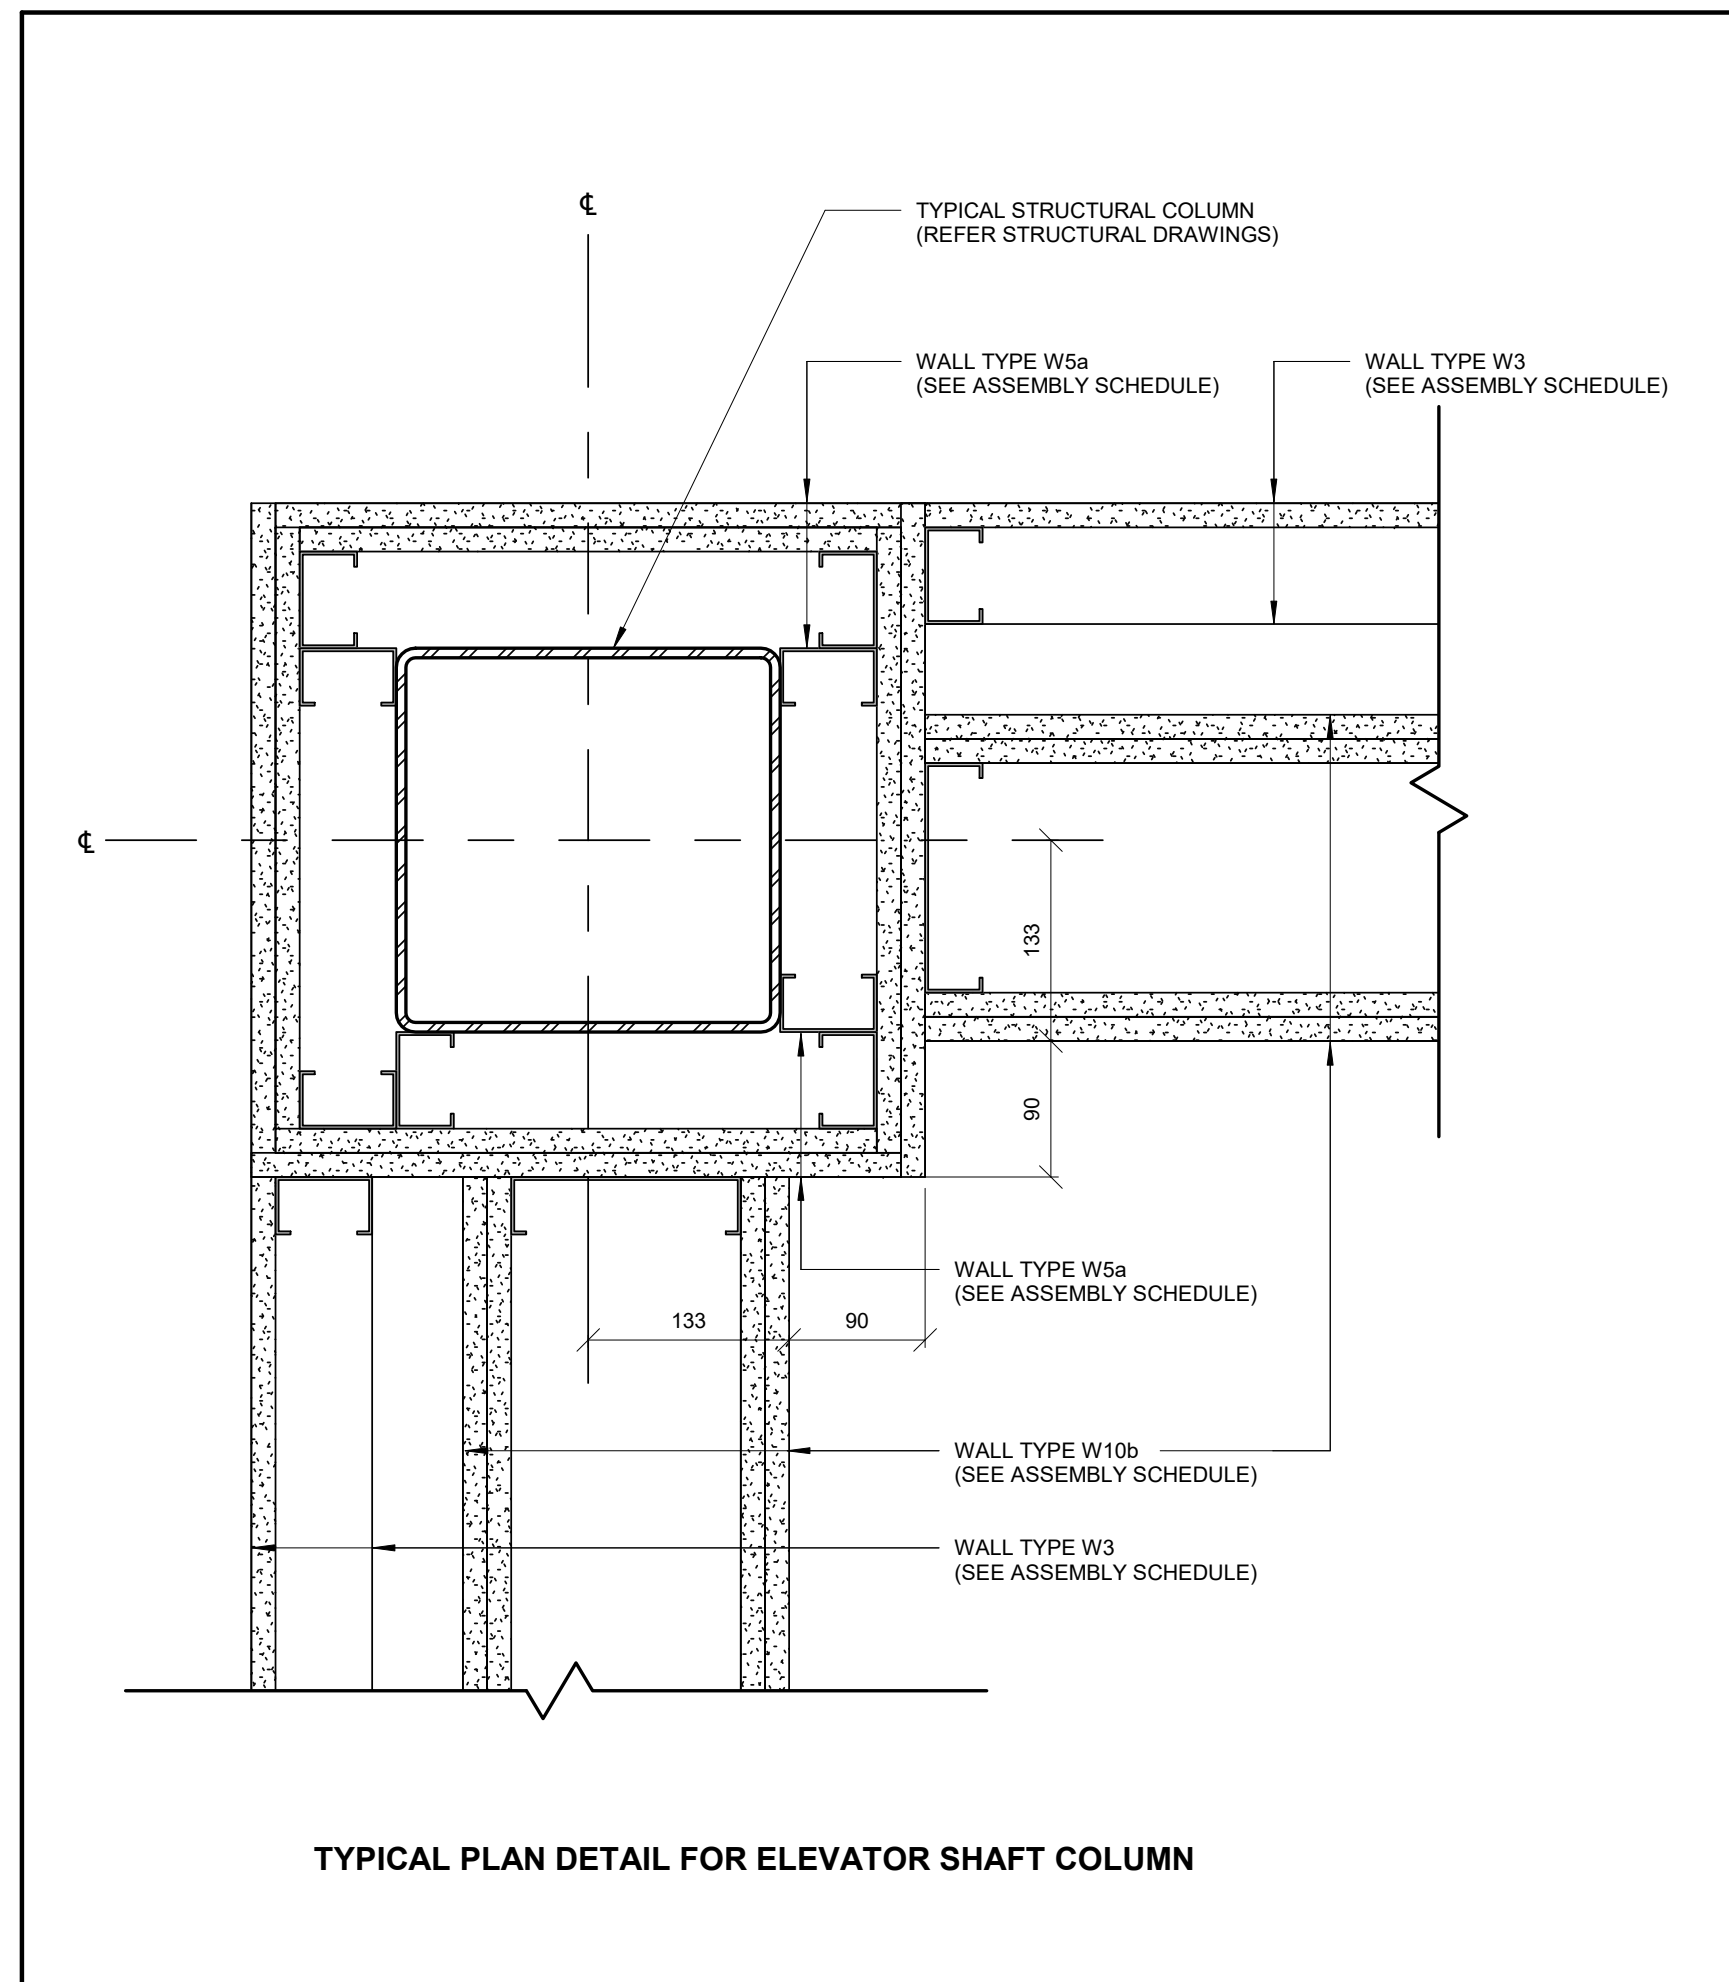 ℄
TYPICAL STRUCTURAL COLUMN
(REFER STRUCTURAL DRAWINGS)
WALL TYPE W5a
(SEE ASSEMBLY SCHEDULE)
WALL TYPE W3
(SEE ASSEMBLY SCHEDULE)
℄
133
90
WALL TYPE W5a
(SEE ASSEMBLY SCHEDULE)
133
90
WALL TYPE W10b
(SEE ASSEMBLY SCHEDULE)
WALL TYPE W3
(SEE ASSEMBLY SCHEDULE)
TYPICAL PLAN DETAIL FOR ELEVATOR SHAFT COLUMN